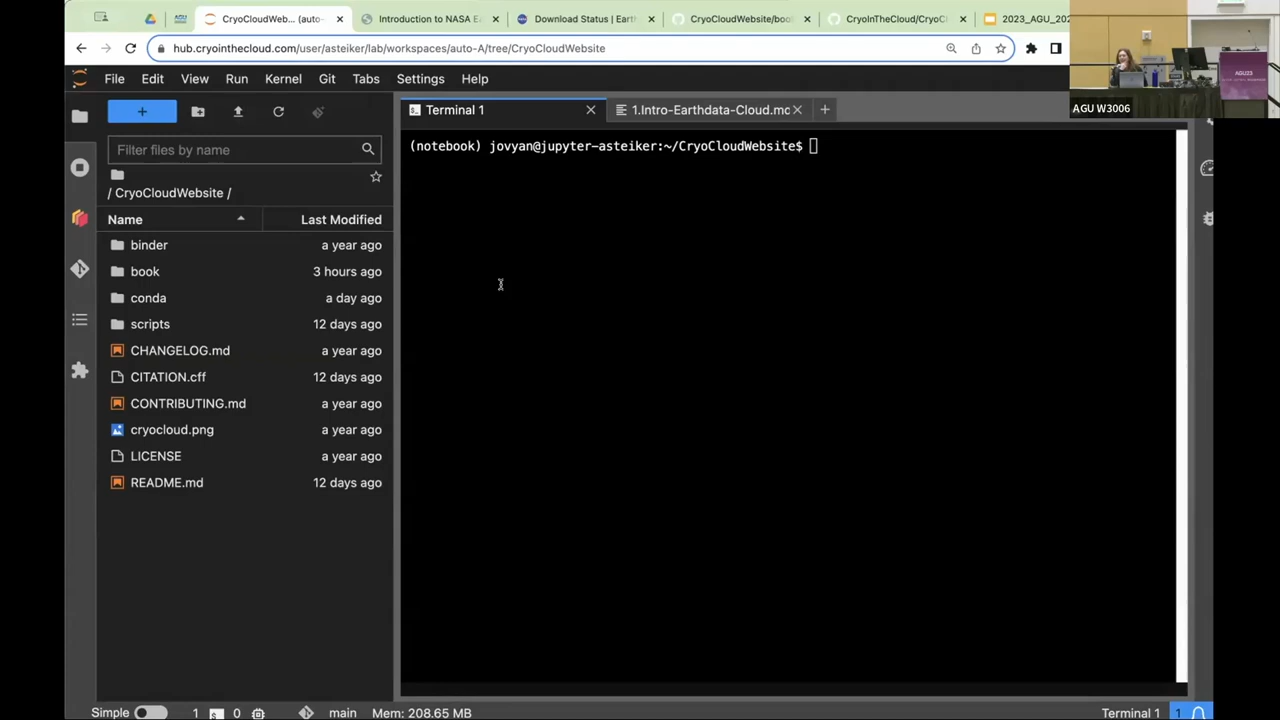 CryoCloudWeb... (auto-
Introduction to NASA E
Download Status | Eart
CryoCloudWebsite/boo
CryoInTheCloud/CryoC
2023_AGU_202
hub.cryointhecloud.com/user/asteiker/lab/workspaces/auto-A/tree/CryoCloudWebsite
AGU23
AGU W3006
File Edit View Run Kernel Git Tabs Settings Help
Terminal 1
1.Intro-Earthdata-Cloud.mc
Filter files by name
/ CryoCloudWebsite /
Name Last Modified
binder a year ago
book 3 hours ago
conda a day ago
scripts 12 days ago
CHANGELOG.md a year ago
CITATION.cff 12 days ago
CONTRIBUTING.md a year ago
cryocloud.png a year ago
LICENSE a year ago
README.md 12 days ago
(notebook) jovyan@jupyter-asteiker:~/CryoCloudWebsite$
Simple 1 0 main Mem: 208.65 MB Terminal 1 1